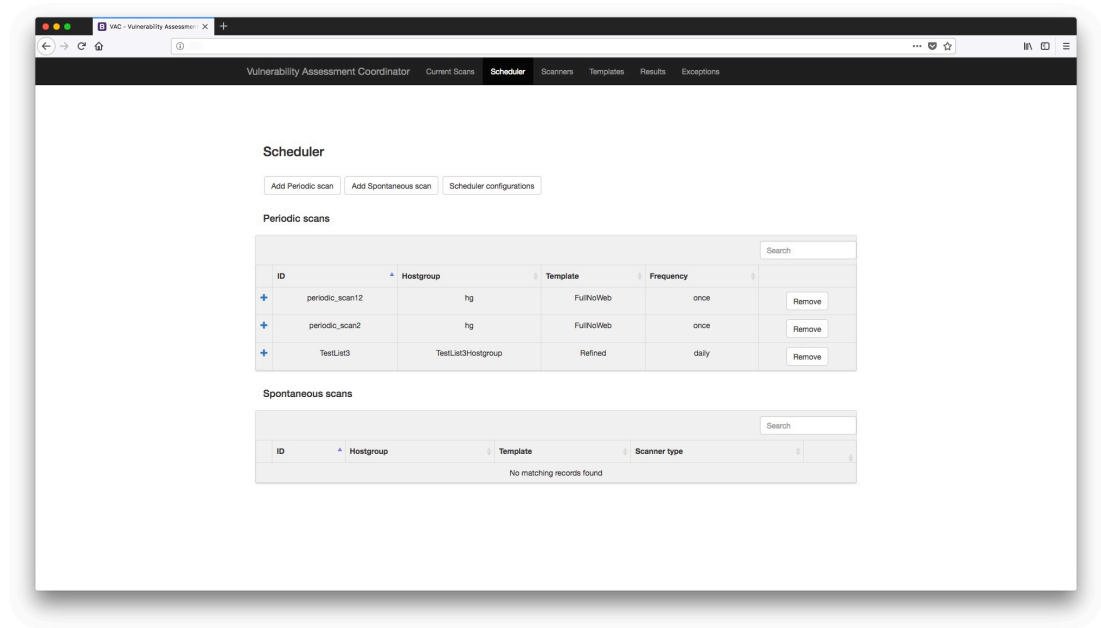 VAC - Vulnerability Assessmen
Vulnerability Assessment Coordinator Current Scans Scheduler Scanners Templates Results Exceptions
Scheduler
Add Periodic scan Add Spontaneous scan Scheduler configurations
Periodic scans
Search
ID Hostgroup Template Frequency
periodic_scan12 hg FullNoWeb once Remove
periodic_scan2 hg FullNoWeb once Remove
TestList3 TestList3Hostgroup Refined daily Remove
Spontaneous scans
Search
ID Hostgroup Template Scanner type
No matching records found